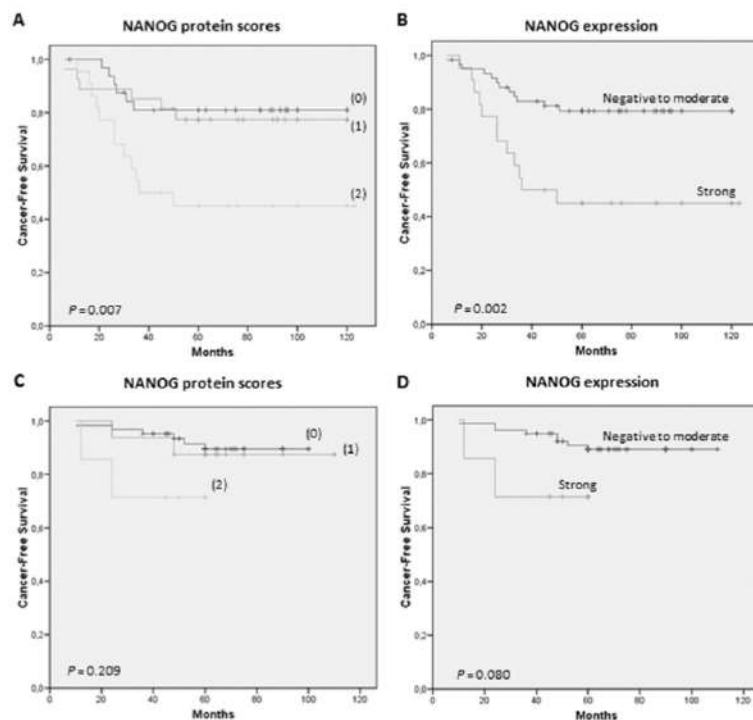 A
NANOG protein scores
Cancer-Free Survival
1,0
0,8
0,6
0,4
0,2
0,0
(0)
(1)
(2)
P = 0.007
0 20 40 60 80 100 120
Months
B
NANOG expression
Cancer-Free Survival
1,0
0,8
0,6
0,4
0,2
0,0
Negative to moderate
Strong
P = 0.002
0 20 40 60 80 100 120
Months
C
NANOG protein scores
Cancer-Free Survival
1,0
0,8
0,6
0,4
0,2
0,0
(0)
(1)
(2)
P = 0.209
0 20 40 60 80 100 120
Months
D
NANOG expression
Cancer-Free Survival
1,0
0,8
0,6
0,4
0,2
0,0
Negative to moderate
Strong
P = 0.080
0 20 40 60 80 100 120
Months